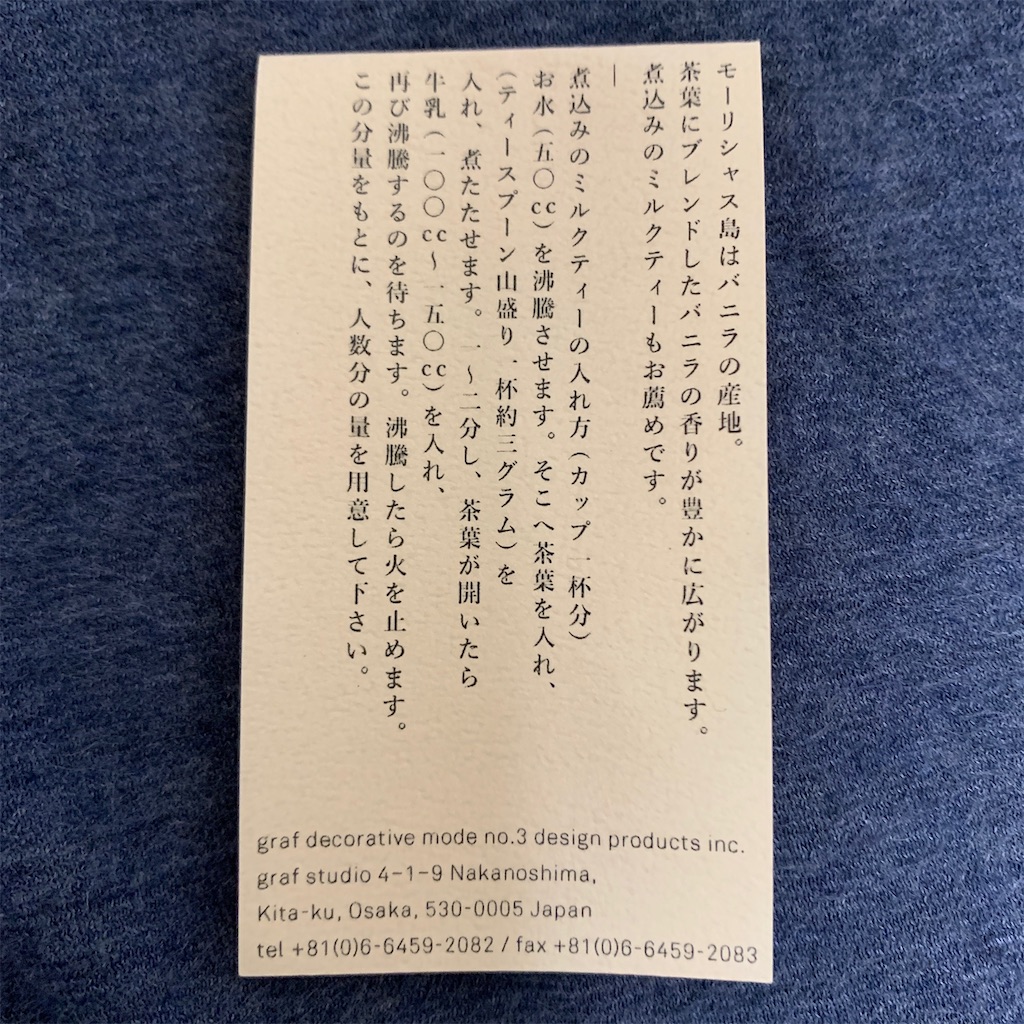 モーリシャス島はバニラの産地。
茶葉にブレンドしたバニラの香りが豊かに広がります。
煮込みのミルクティーもお薦めです。
―
煮込みのミルクティーの入れ方(カップ一杯分)
お水(五〇cc)を沸騰させます。そこへ茶葉を入れ、
(ティースプーン山盛り一杯約三グラム)を
入れ、煮たたせます。一〜二分し、茶葉が開いたら
牛乳(一〇〇cc〜一五〇cc)を入れ、
再び沸騰するのを待ちます。沸騰したら火を止めます。
この分量をもとに、人数分の量を用意して下さい。
graf decorative mode no.3 design products inc.
graf studio 4-1-9 Nakanoshima,
Kita-ku, Osaka, 530-0005 Japan
tel +81(0)6-6459-2082 / fax +81(0)6-6459-2083